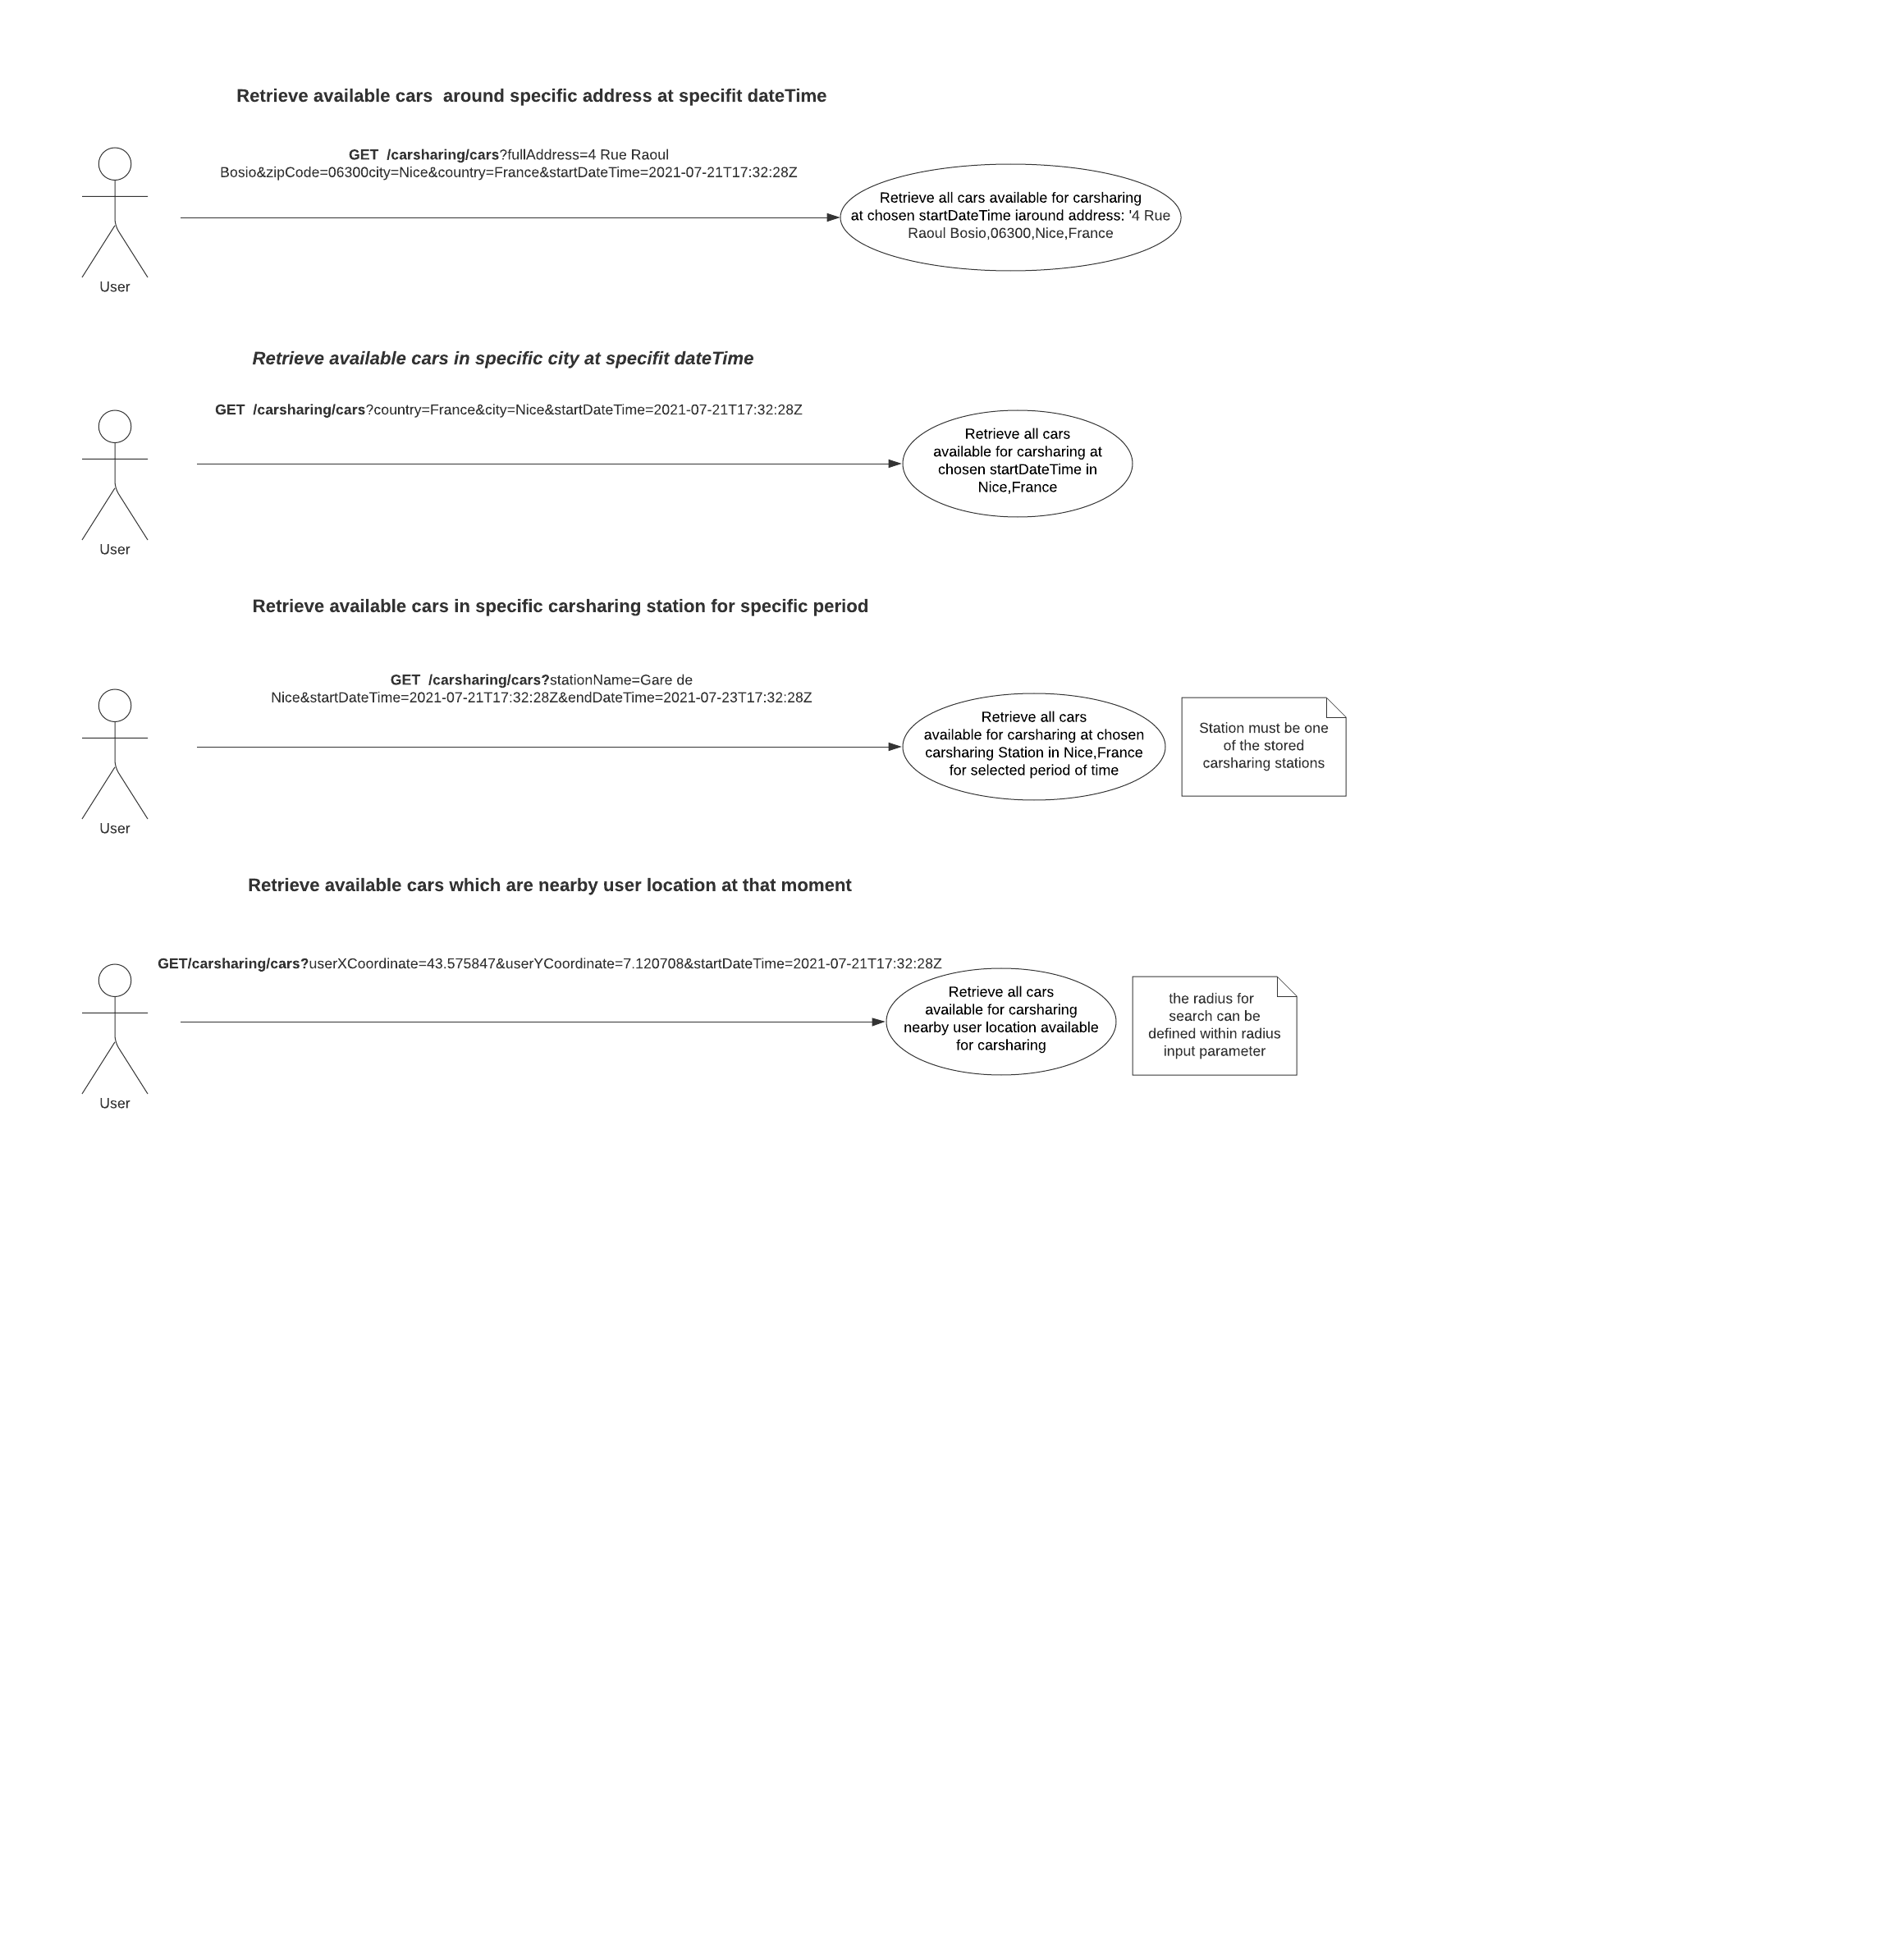 Retrieve available cars  around specific address at specifit dateTime
GET  /carsharing/cars?fullAddress=4 Rue Raoul
Bosio&zipCode=06300city=Nice&country=France&startDateTime=2021-07-21T17:32:28Z
Retrieve all cars available for carsharing
at chosen startDateTime iaround address: '4 Rue
Raoul Bosio,06300,Nice,France
User
Retrieve available cars in specific city at specifit dateTime
GET  /carsharing/cars?country=France&city=Nice&startDateTime=2021-07-21T17:32:28Z
Retrieve all cars
available for carsharing at
chosen startDateTime in
Nice,France
User
Retrieve available cars in specific carsharing station for specific period
GET  /carsharing/cars?stationName=Gare de
Nice&startDateTime=2021-07-21T17:32:28Z&endDateTime=2021-07-23T17:32:28Z
Retrieve all cars
available for carsharing at chosen
carsharing Station in Nice,France
for selected period of time
Station must be one
of the stored
carsharing stations
User
Retrieve available cars which are nearby user location at that moment
GET/carsharing/cars?userXCoordinate=43.575847&userYCoordinate=7.120708&startDateTime=2021-07-21T17:32:28Z
Retrieve all cars
available for carsharing
nearby user location available
for carsharing
the radius for
search can be
defined within radius
input parameter
User